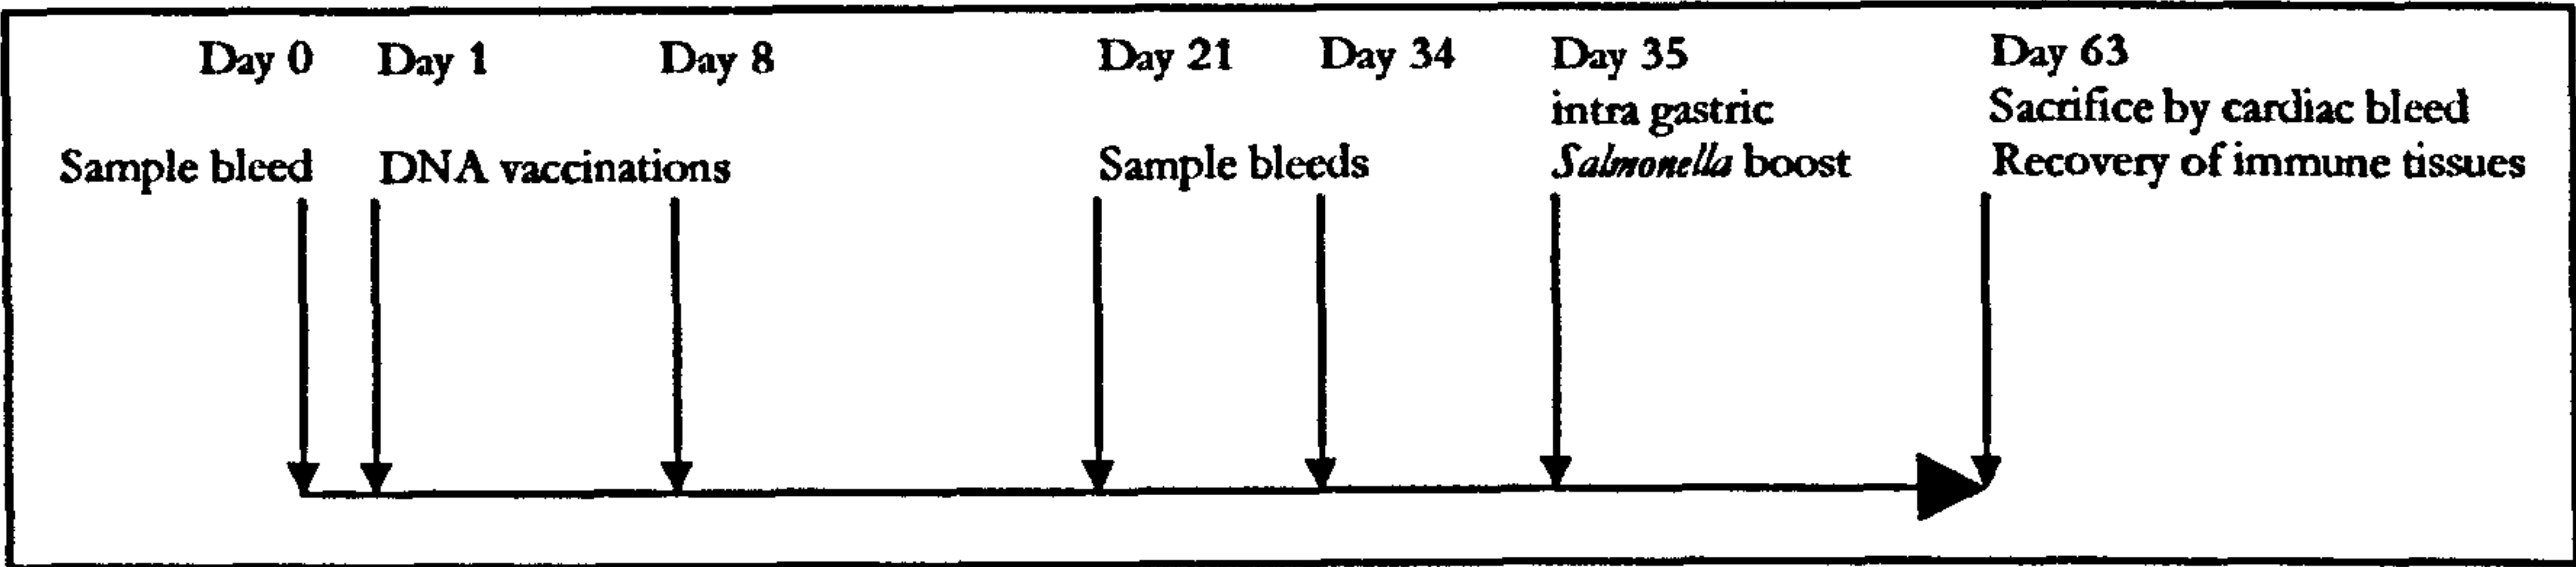 Day 0 Day 1 Day 8 Day 21 Day 34 Day 35 Day 63
intra gastric Sacrifice by cardiac bleed
Sample bleed DNA vaccinations Sample bleeds Salmonella boost Recovery of immune tissues